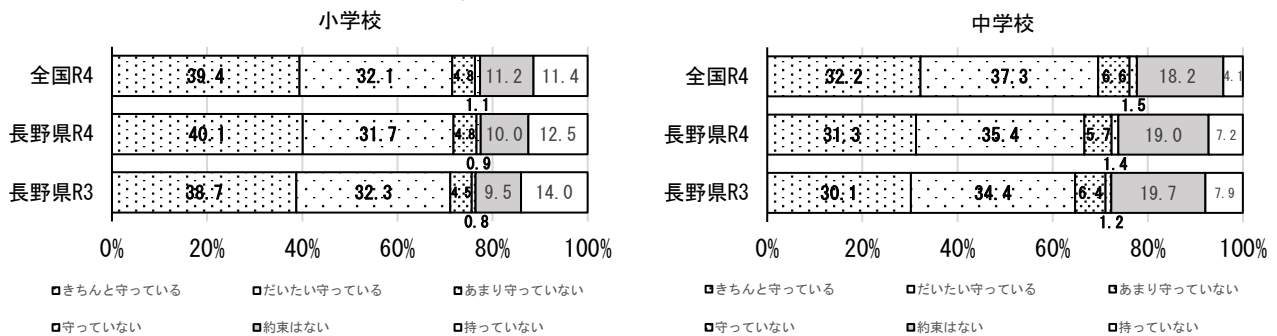 小学校
全国R4 39.4 32.1 4.8 11.2 11.4
1.1
長野県R4 40.1 31.7 4.8 10.0 12.5
0.9
長野県R3 38.7 32.3 4.5 9.5 14.0
0.8
0% 20% 40% 60% 80% 100%
きちんと守っている だいたい守っている あまり守っていない
守っていない 約束はない 持っていない
中学校
全国R4 32.2 37.3 6.6 18.2 4.1
1.5
長野県R4 31.3 35.4 5.7 19.0 7.2
1.4
長野県R3 30.1 34.4 6.4 19.7 7.9
1.2
0% 20% 40% 60% 80% 100%
きちんと守っている だいたい守っている あまり守っていない
守っていない 約束はない 持っていない